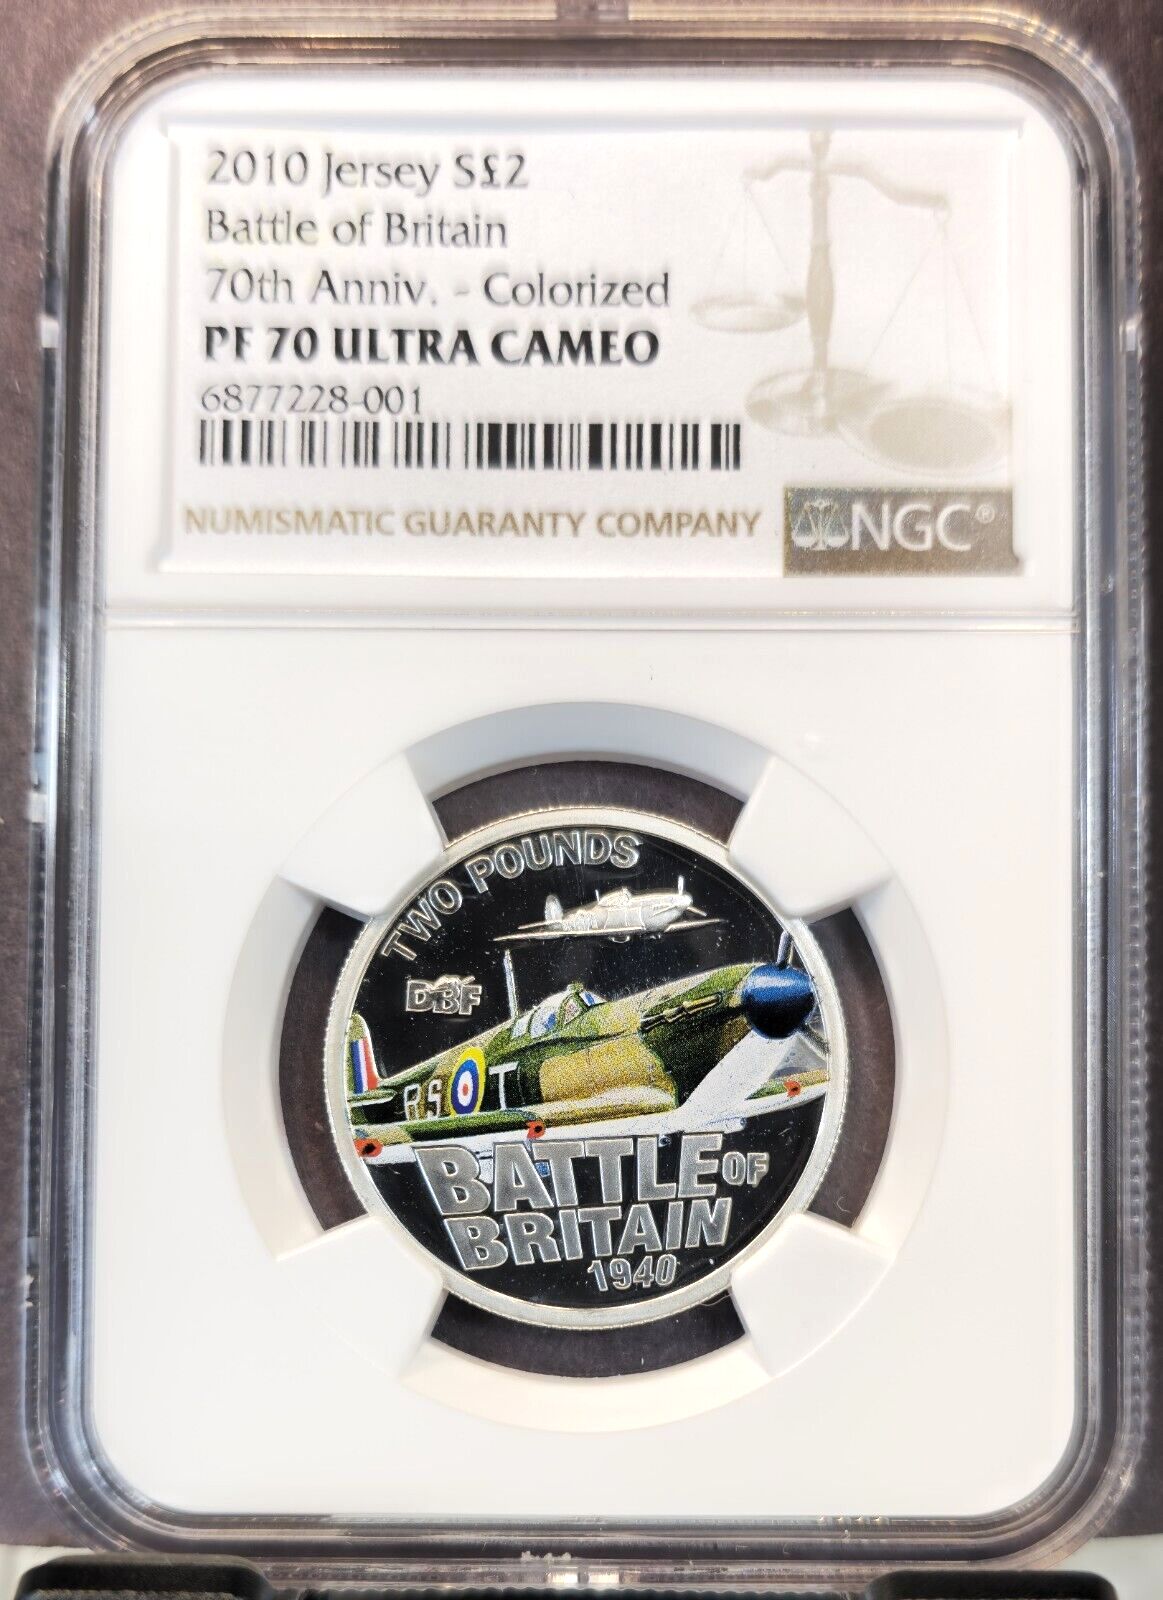 2010 Jersey S£2
Battle of Britain
70th Anniv. - Colorized
PF 70 ULTRA CAMEO
6877228-001
NUMISMATIC GUARANTY COMPANY
NGC®
TWO POUNDS
DBF
RS T
BATTLE OF
BRITAIN
1940